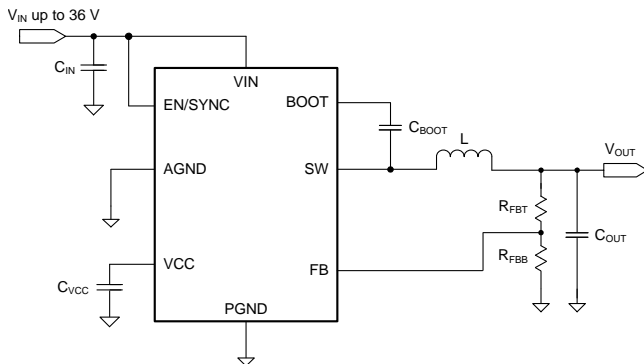 VIN up to 36 V
CIN
VIN
EN/SYNC
BOOT
CBOOT
L
VOUT
AGND
SW
RFBT
COUT
VCC
FB
RFBB
CVCC
PGND